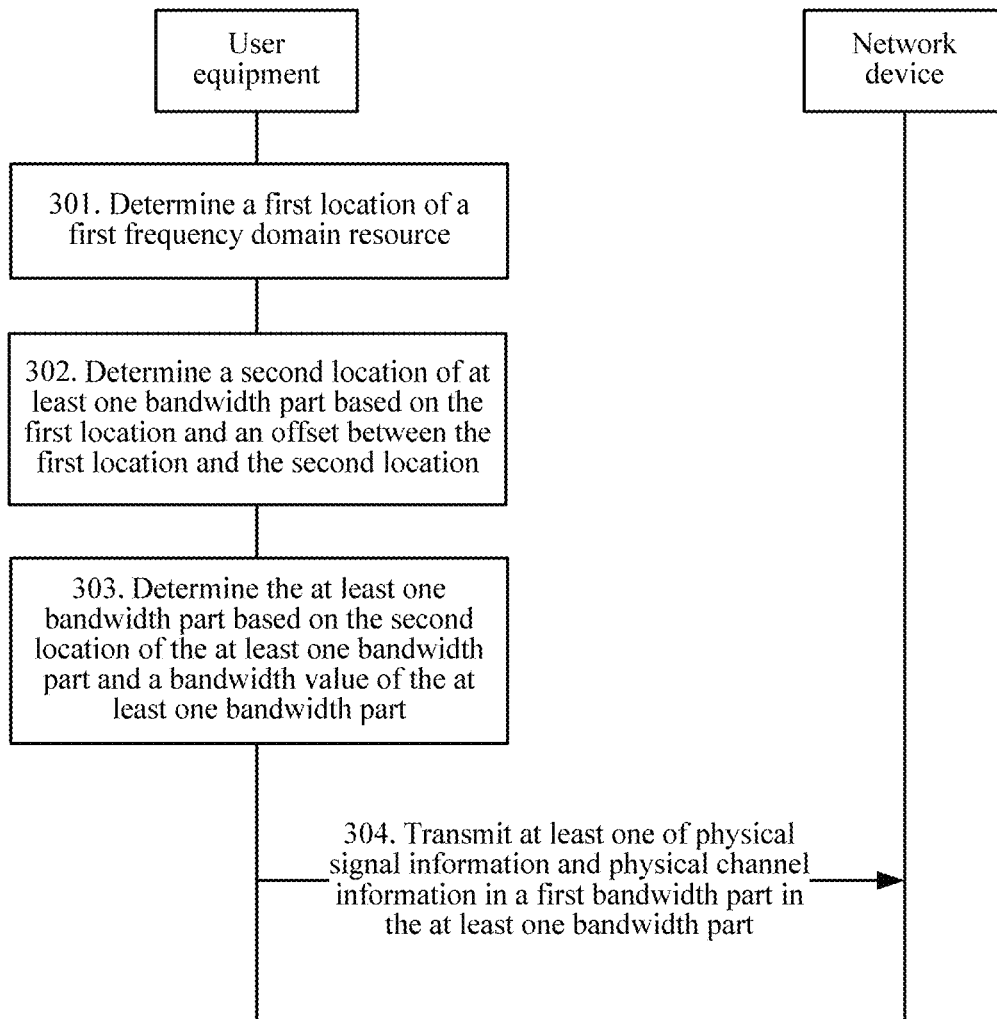 User
equipment
Network
device
301. Determine a first location of a
first frequency domain resource
302. Determine a second location of at
least one bandwidth part based on the
first location and an offset between the
first location and the second location
303. Determine the at least one
bandwidth part based on the second
location of the at least one bandwidth
part and a bandwidth value of the at
least one bandwidth part
304. Transmit at least one of physical
signal information and physical channel
information in a first bandwidth part in
the at least one bandwidth part